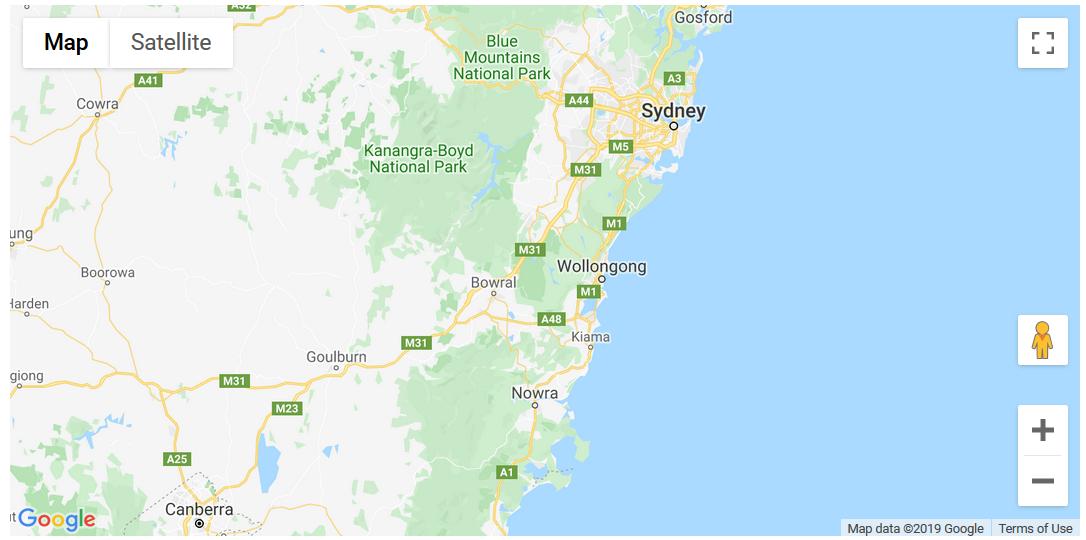 A32
Gosford
Map
Satellite
Blue
Mountains
National Park
A41
A3
Cowra
A44
Sydney
M5
Kanangra-Boyd
National Park
M31
M1
ung
M31
Wollongong
Boorowa
Bowral
M1
Harden
A48
M31
Kiama
Goulburn
giong
M31
Nowra
M23
A25
A1
Canberra
t
Google
Map data ©2019 Google
Terms of Use